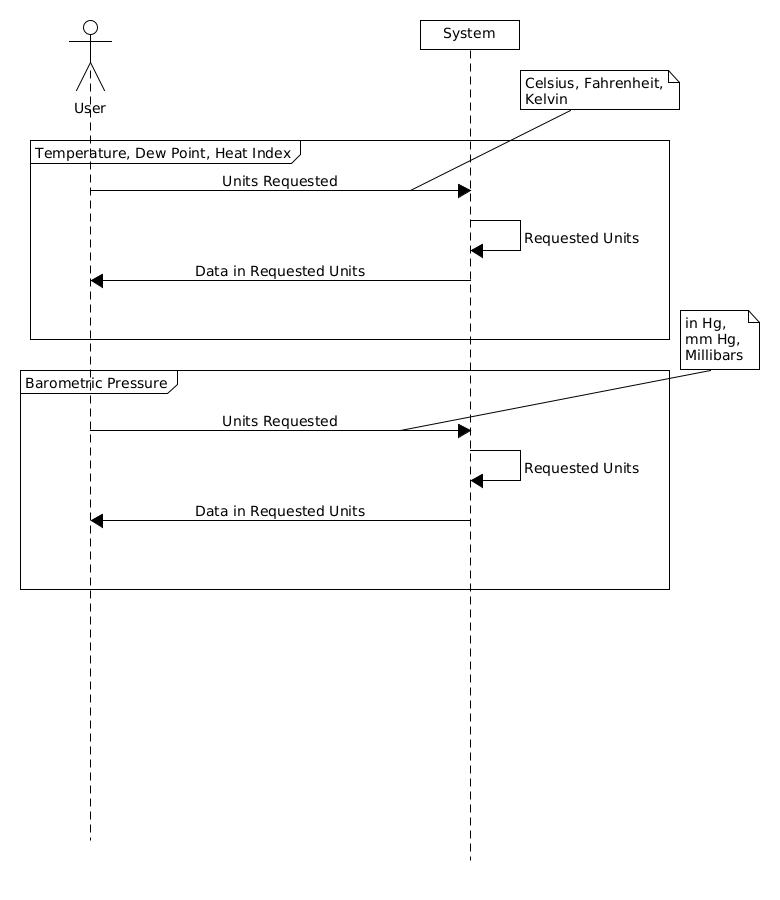 System
User
Celsius, Fahrenheit,
Kelvin
Temperature, Dew Point, Heat Index
Units Requested
Requested Units
Data in Requested Units
in Hg,
mm Hg,
Millibars
Barometric Pressure
Units Requested
Requested Units
Data in Requested Units